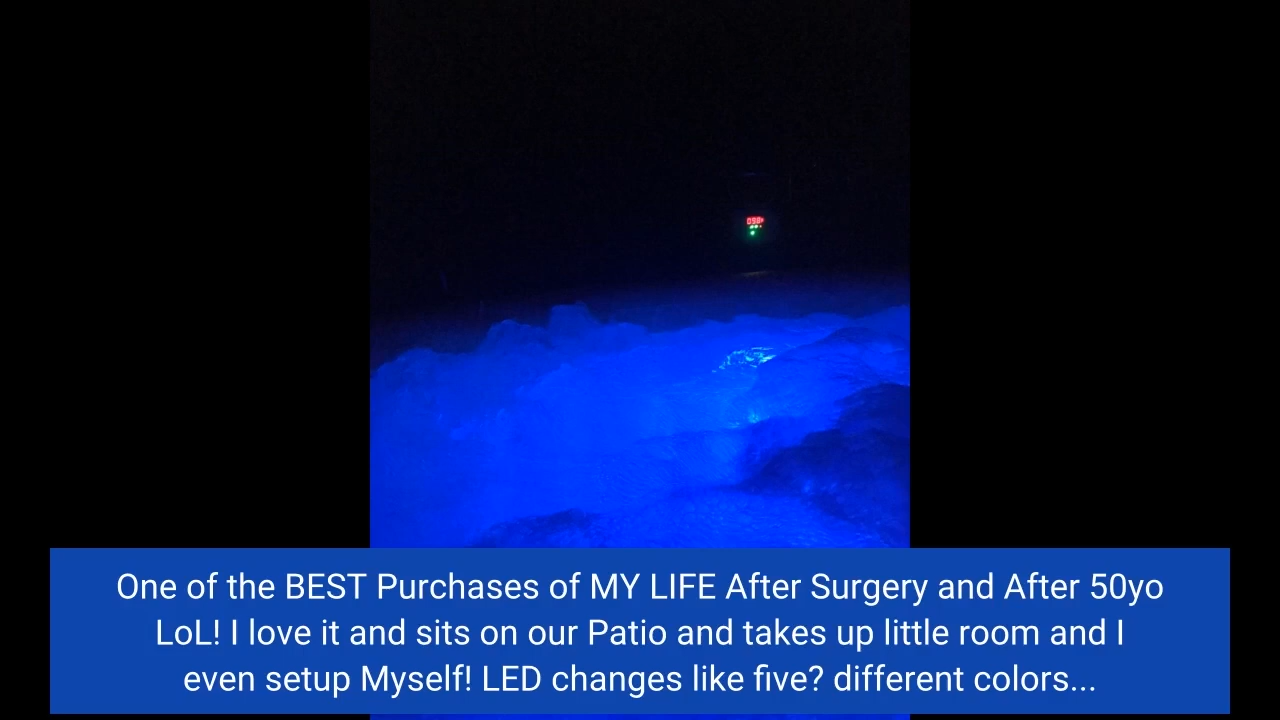 One of the BEST Purchases of MY LIFE After Surgery and After 50yo
LoL! I love it and sits on our Patio and takes up little room and I
even setup Myself! LED changes like five? different colors...